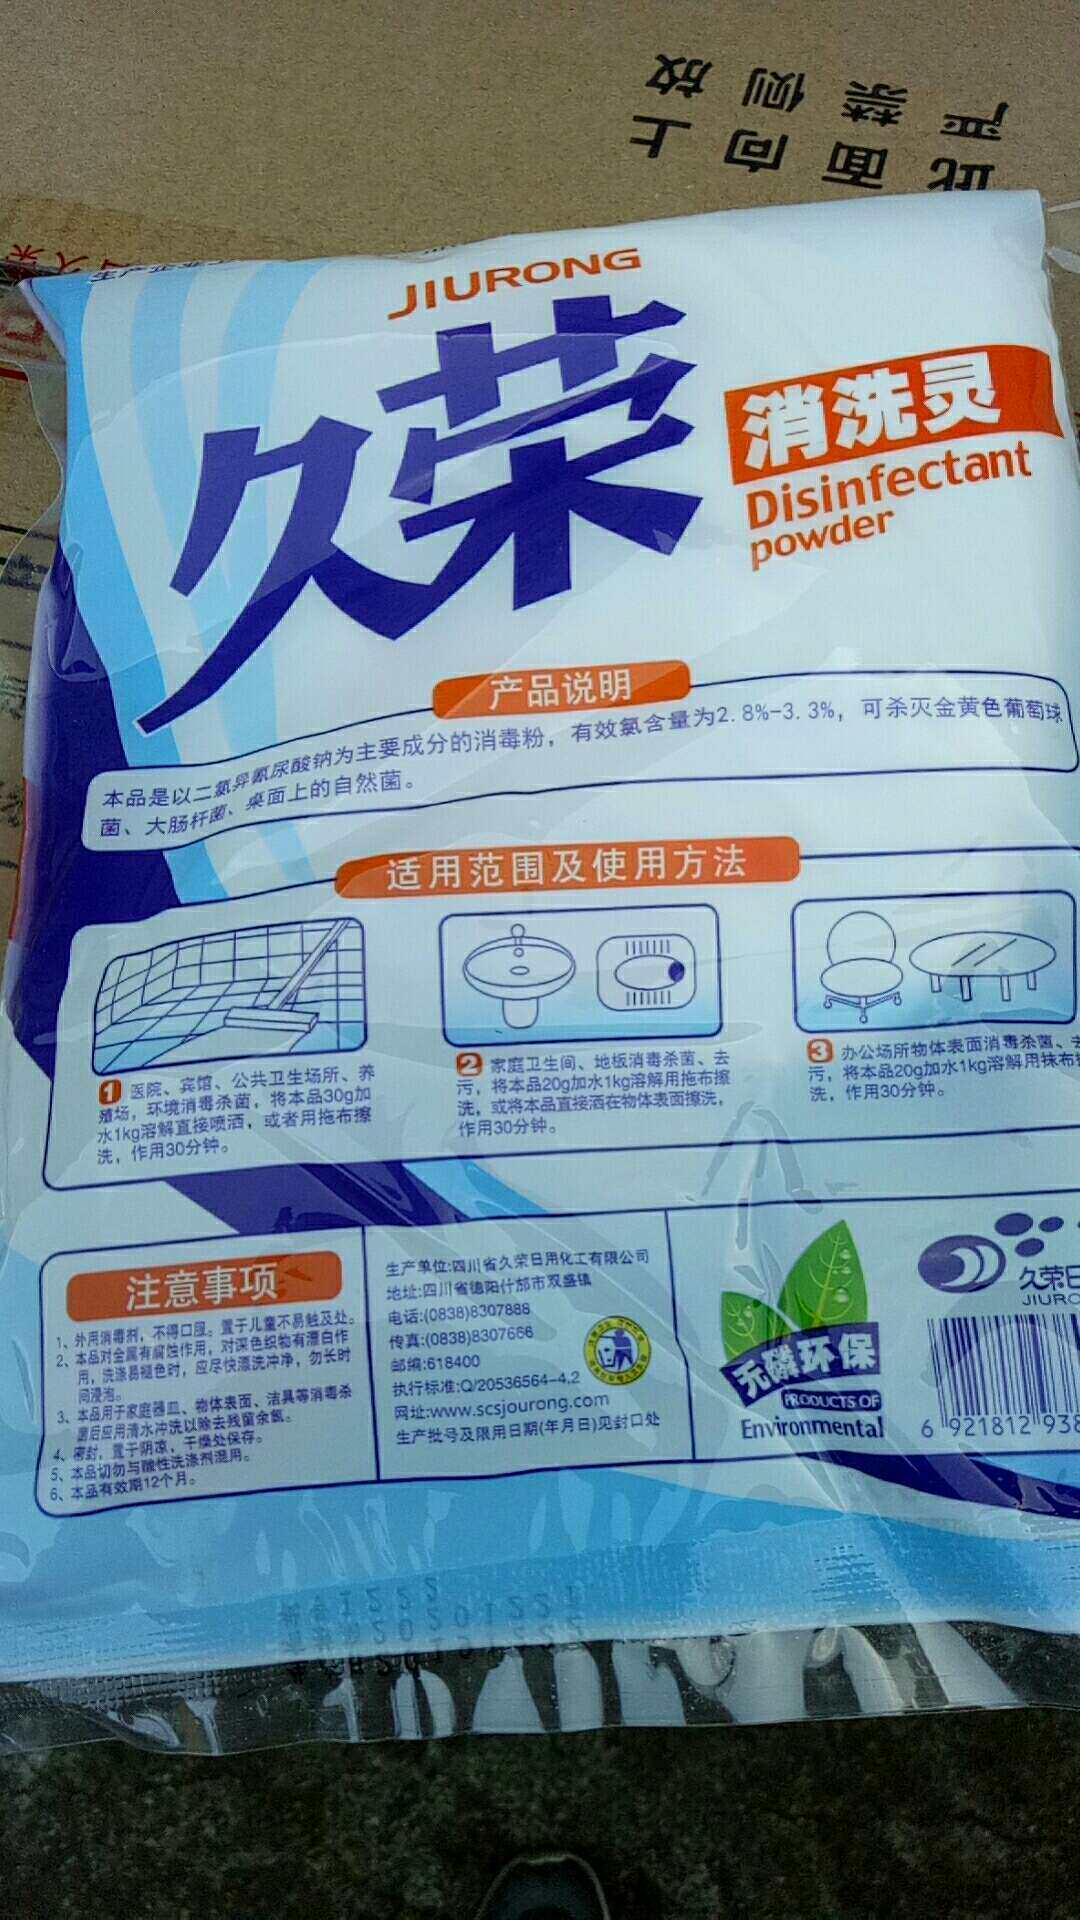 严禁侧放
此面向上
JIURONG
久荣
消洗灵
Disinfectant
powder
产品说明
本品是以二氯异氰尿酸钠为主要成分的消毒粉，有效氯含量为2.8%-3.3%，可杀灭金黄色葡萄球
菌、大肠杆菌、桌面上的自然菌。
适用范围及使用方法
1 医院、宾馆、公共卫生场所、养
殖场，环境消毒杀菌，将本品30g加
水1kg溶解直接喷洒，或者用拖布擦
洗，作用30分钟。
2 家庭卫生间、地板消毒杀菌、去
污，将本品20g加水1kg溶解用拖布擦
洗，或将本品直接洒在物体表面擦洗，
作用30分钟。
3 办公场所物体表面消毒杀菌、去
污，将本品20g加水1kg溶解用抹布
洗，作用30分钟。
注意事项
1、外用消毒剂，不得口服。置于儿童不易触及处。
2、本品对金属有腐蚀作用，对深色织物有漂白作
用，洗涤易褪色时，应尽快漂洗冲净，勿长时
间浸泡。
3、本品用于家庭器皿、物体表面、洁具等消毒杀
菌后应用清水冲洗以除去残留余氯。
4、密封，置于阴凉、干燥处保存。
5、本品切勿与酸性洗涤剂混用。
6、本品有效期12个月。
生产单位:四川省久荣日用化工有限公司
地址:四川省德阳什邡市双盛镇
电话:(0838)8307888
传真:(0838)8307666
邮编:618400
执行标准:Q/20536564-4.2
网址:www.scsjourong.com
生产批号及限用日期(年月日)见封口处
无磷环保
PRODUCTS OF
Environmental
久荣日
JIURO
6 921812 938